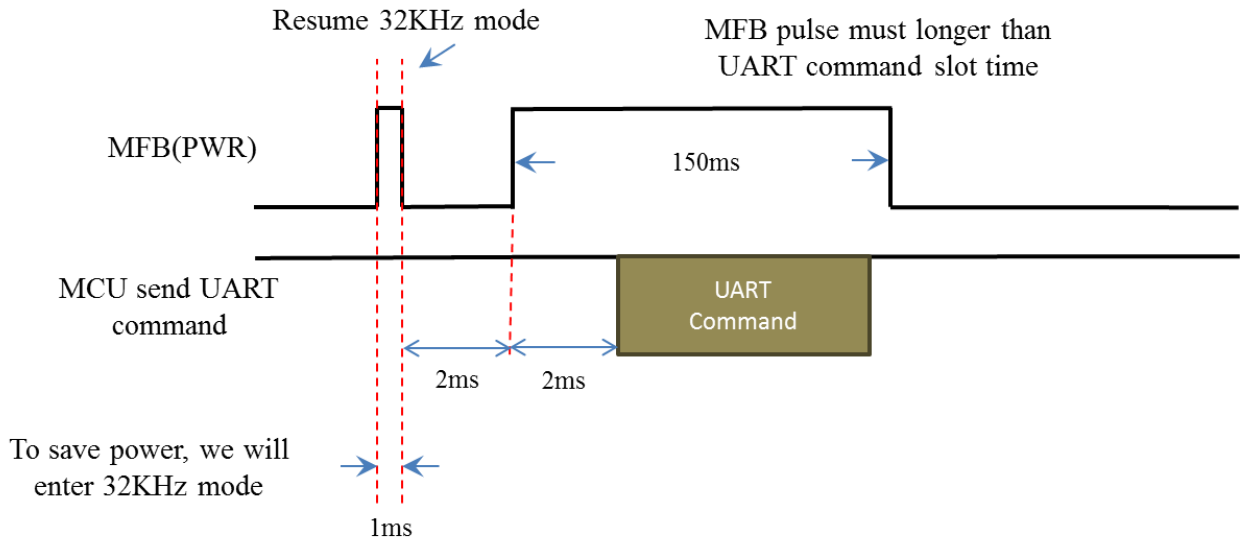 Resume 32KHz mode
MFB pulse must longer than
UART command slot time
MFB(PWR)
150ms
MCU send UART
command
UART
Command
2ms
2ms
To save power, we will
enter 32KHz mode
1ms